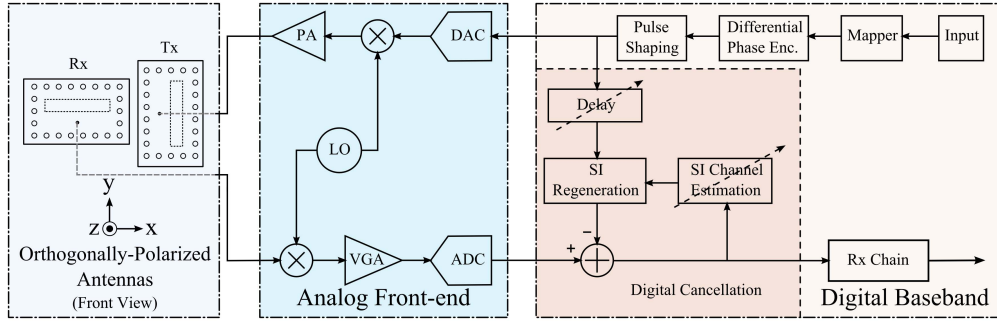 Rx
Tx
y
z
x
Orthogonally-Polarized
Antennas
(Front View)
PA
DAC
LO
VGA
ADC
Analog Front-end
Pulse
Shaping
Differential
Phase Enc.
Mapper
Input
Delay
SI
Regeneration
SI Channel
Estimation
−
+
Digital Cancellation
Rx Chain
Digital Baseband